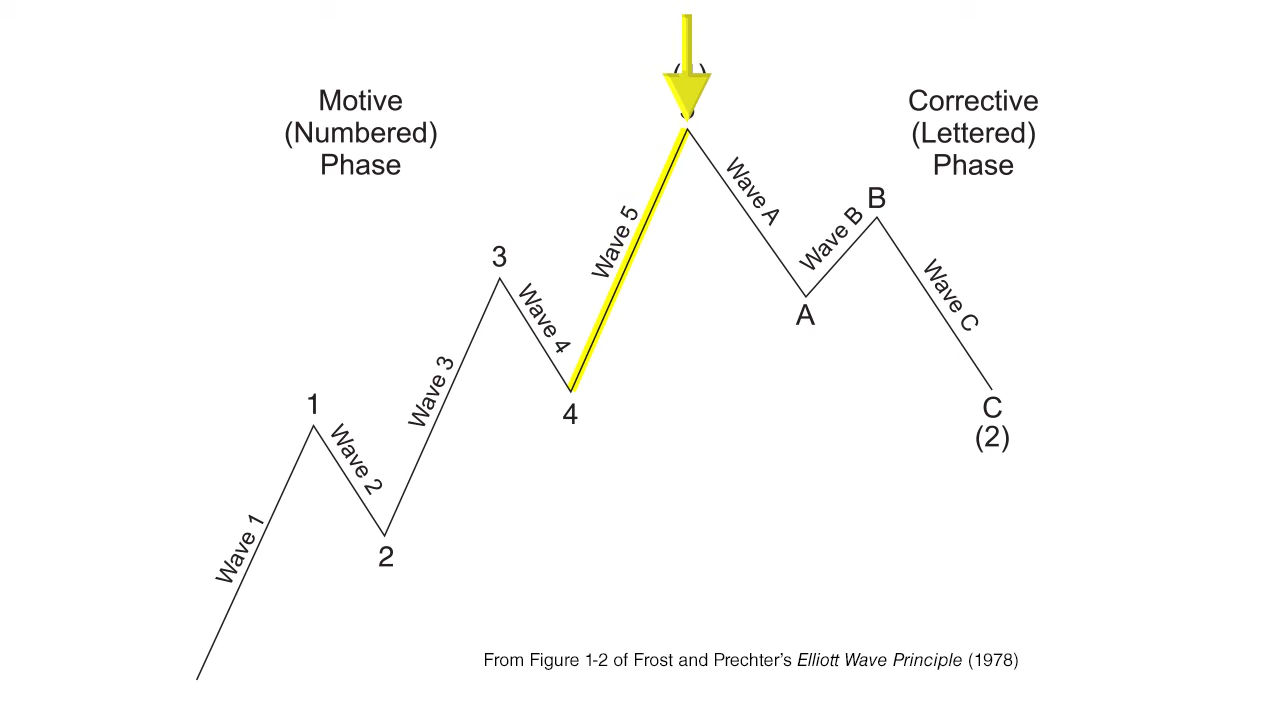 Motive
(Numbered)
Phase
Corrective
(Lettered)
Phase
Wave 1
1
Wave 2
2
Wave 3
3
Wave 4
4
Wave 5
Wave A
A
Wave B
B
Wave C
C
(2)
From Figure 1-2 of Frost and Prechter’s Elliott Wave Principle (1978)